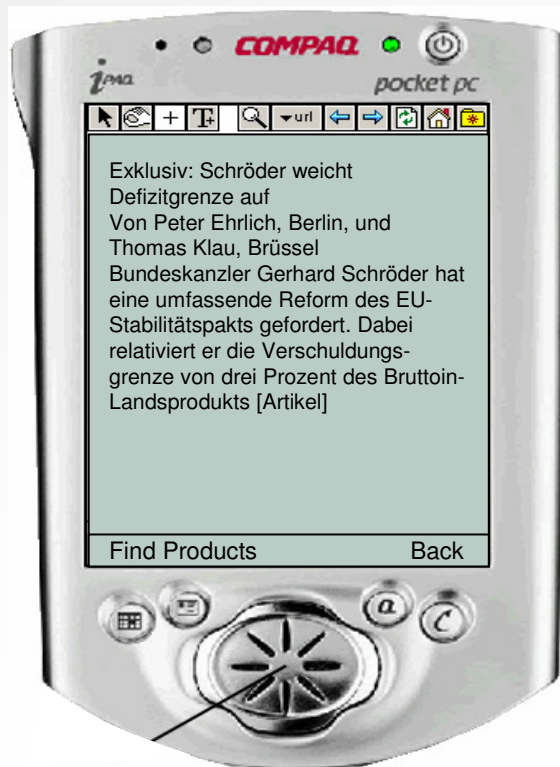 COMPAQ
iPAQ
pocket pc
T+
url
Exklusiv: Schröder weicht
Defizitgrenze auf
Von Peter Ehrlich, Berlin, und
Thomas Klau, Brüssel
Bundeskanzler Gerhard Schröder hat
eine umfassende Reform des EU-
Stabilitätspakts gefordert. Dabei
relativiert er die Verschuldungs-
grenze von drei Prozent des Bruttoin-
Landsprodukts [Artikel]
Find Products Back